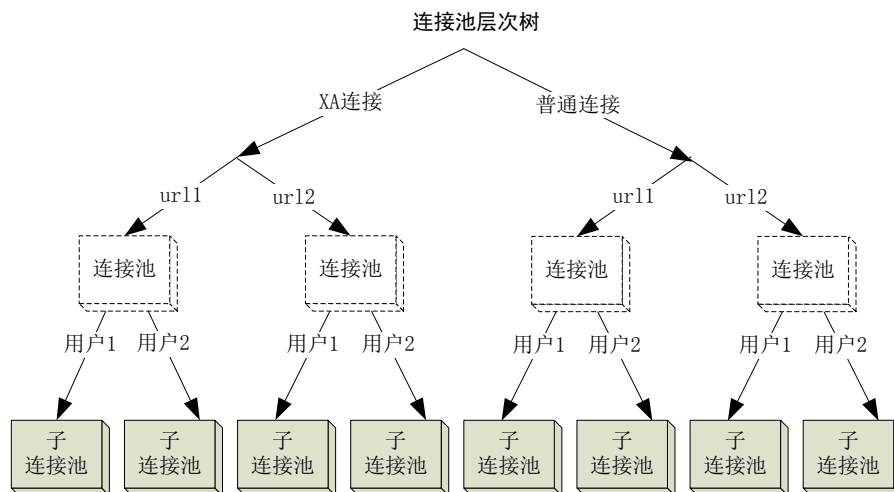 连接池层次树
XA连接
普通连接
url1
url2
url1
url2
连接池
连接池
连接池
连接池
用户1
用户2
用户1
用户2
用户1
用户2
用户1
用户2
子
连接池
子
连接池
子
连接池
子
连接池
子
连接池
子
连接池
子
连接池
子
连接池